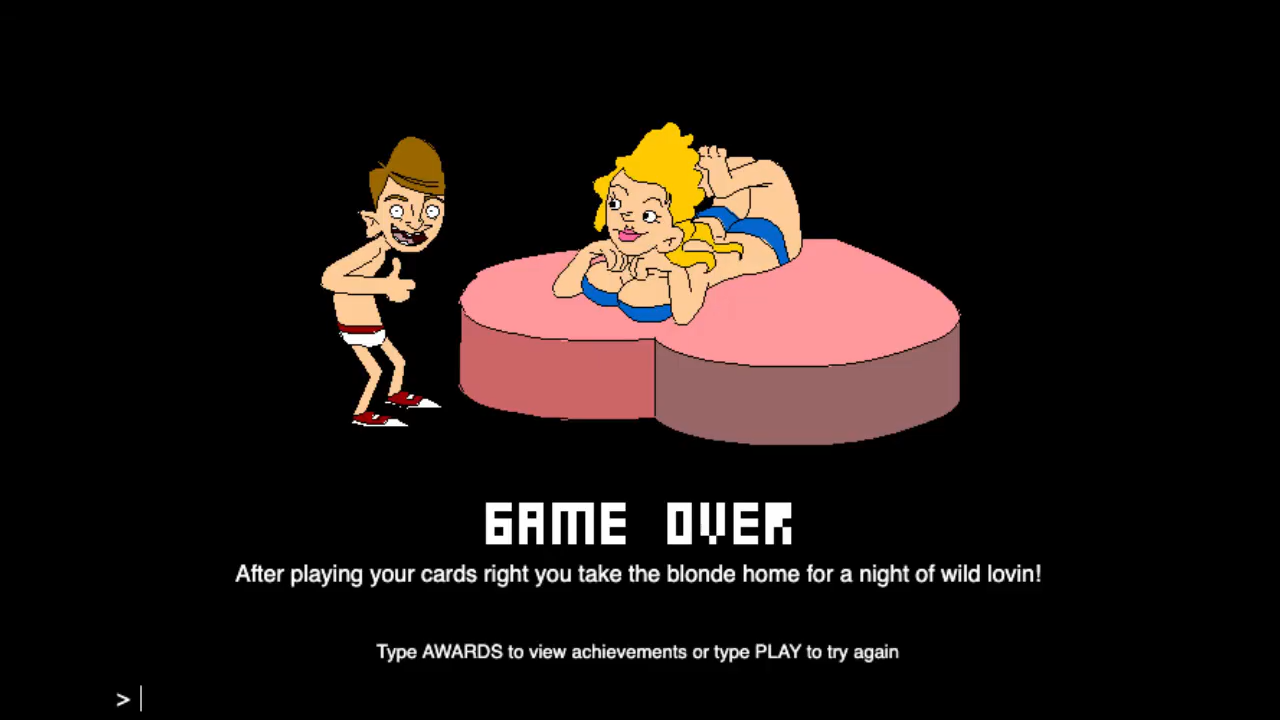 GAME OVER
After playing your cards right you take the blonde home for a night of wild lovin!
Type AWARDS to view achievements or type PLAY to try again
>